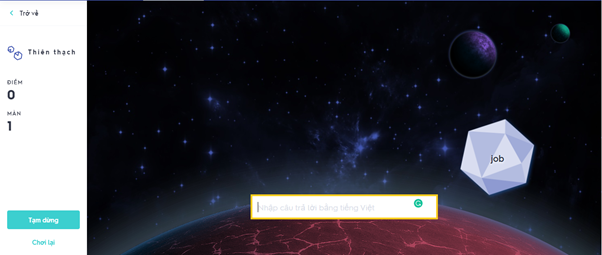 Trở về
Thiên thạch
ĐIỂM
0
MÀN
1
job
Nhập câu trả lời bằng tiếng Việt
Tạm dừng
Chơi lại